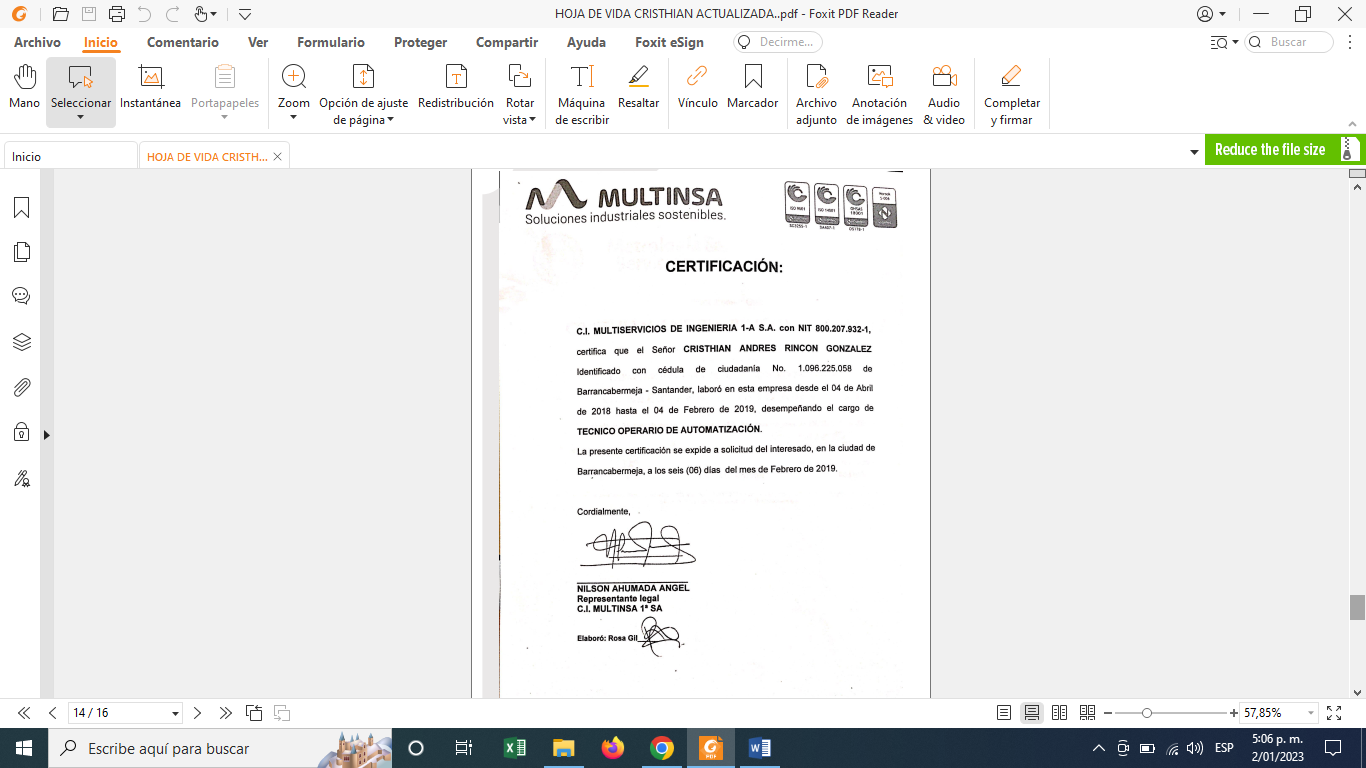 HOJA DE VIDA CRISTHIAN ACTUALIZADA..pdf - Foxit PDF Reader
Archivo Inicio Comentario Ver Formulario Proteger Compartir Ayuda Foxit eSign Decirme... Buscar
Mano Seleccionar Instantánea Portapapeles Zoom Opción de ajuste de página Redistribución Rotar vista Máquina de escribir Resaltar Vínculo Marcador Archivo adjunto Anotación de imágenes Audio & video Completar y firmar
Inicio HOJA DE VIDA CRISTH... Reduce the file size
MULTINSA
Soluciones industriales sostenibles.
ISO 9001 ISO 14001 OHSAS 18001
CERTIFICACIÓN:
C.I. MULTISERVICIOS DE INGENIERIA 1-A S.A. con NIT 800.207.932-1,
certifica que el Señor CRISTHIAN ANDRES RINCON GONZALEZ
Identificado con cédula de ciudadanía No. 1.096.225.058 de
Barrancabermeja - Santander, laboró en esta empresa desde el 04 de Abril
de 2018 hasta el 04 de Febrero de 2019, desempeñando el cargo de
TECNICO OPERARIO DE AUTOMATIZACIÓN.
La presente certificación se expide a solicitud del interesado, en la ciudad de
Barrancabermeja, a los seis (06) días del mes de Febrero de 2019.
Cordialmente,
NILSON AHUMADA ANGEL
Representante legal
C.I. MULTINSA 1ª SA
Elaboró: Rosa Gil
14 / 16 57,85%
Escribe aquí para buscar
ESP
5:06 p. m.
2/01/2023